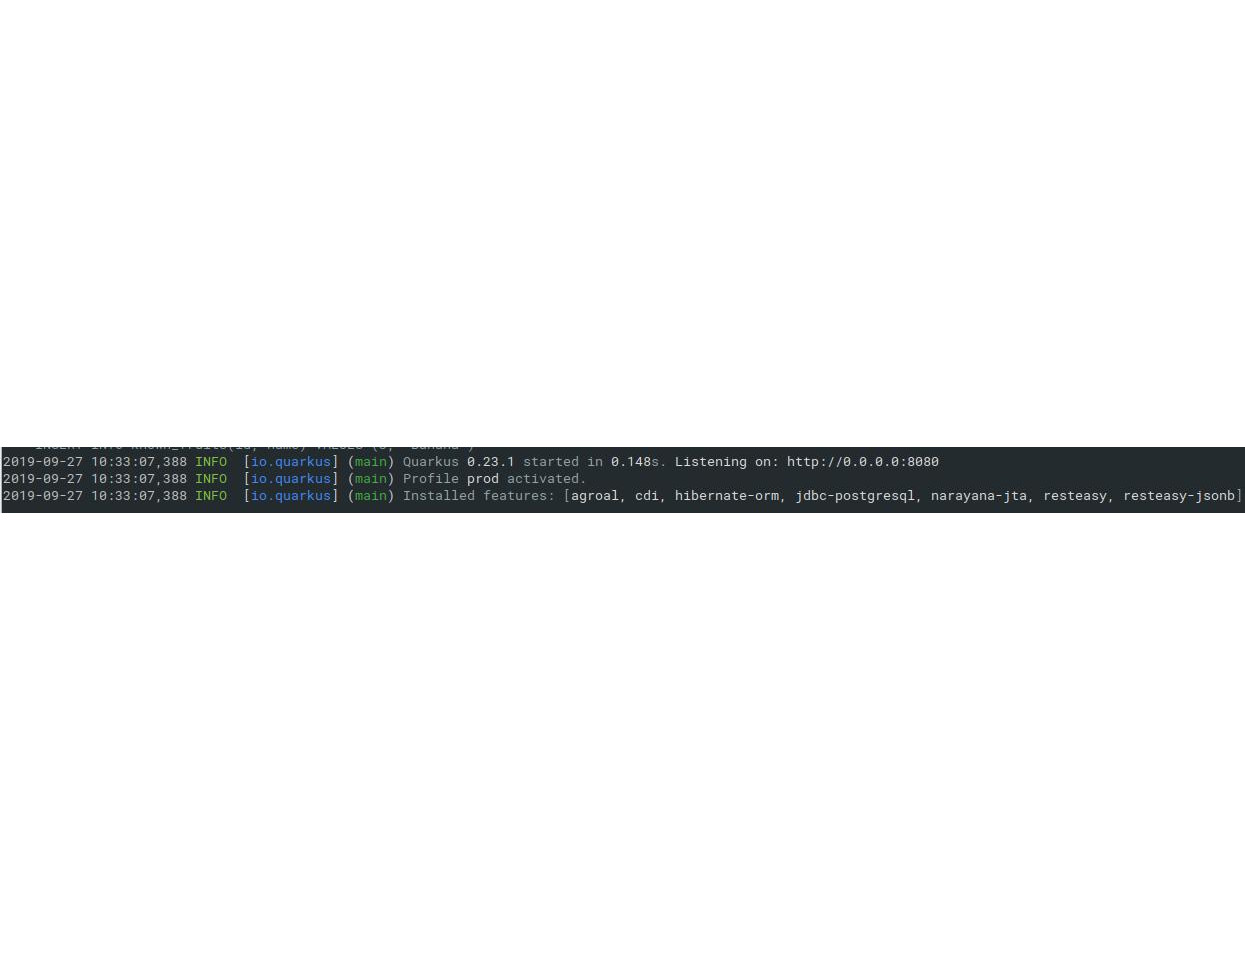 2019-09-27 10:33:07,388 INFO  [io.quarkus] (main) Quarkus 0.23.1 started in 0.148s. Listening on: http://0.0.0.0:8080
2019-09-27 10:33:07,388 INFO  [io.quarkus] (main) Profile prod activated.
2019-09-27 10:33:07,388 INFO  [io.quarkus] (main) Installed features: [agroal, cdi, hibernate-orm, jdbc-postgresql, narayana-jta, resteasy, resteasy-jsonb]